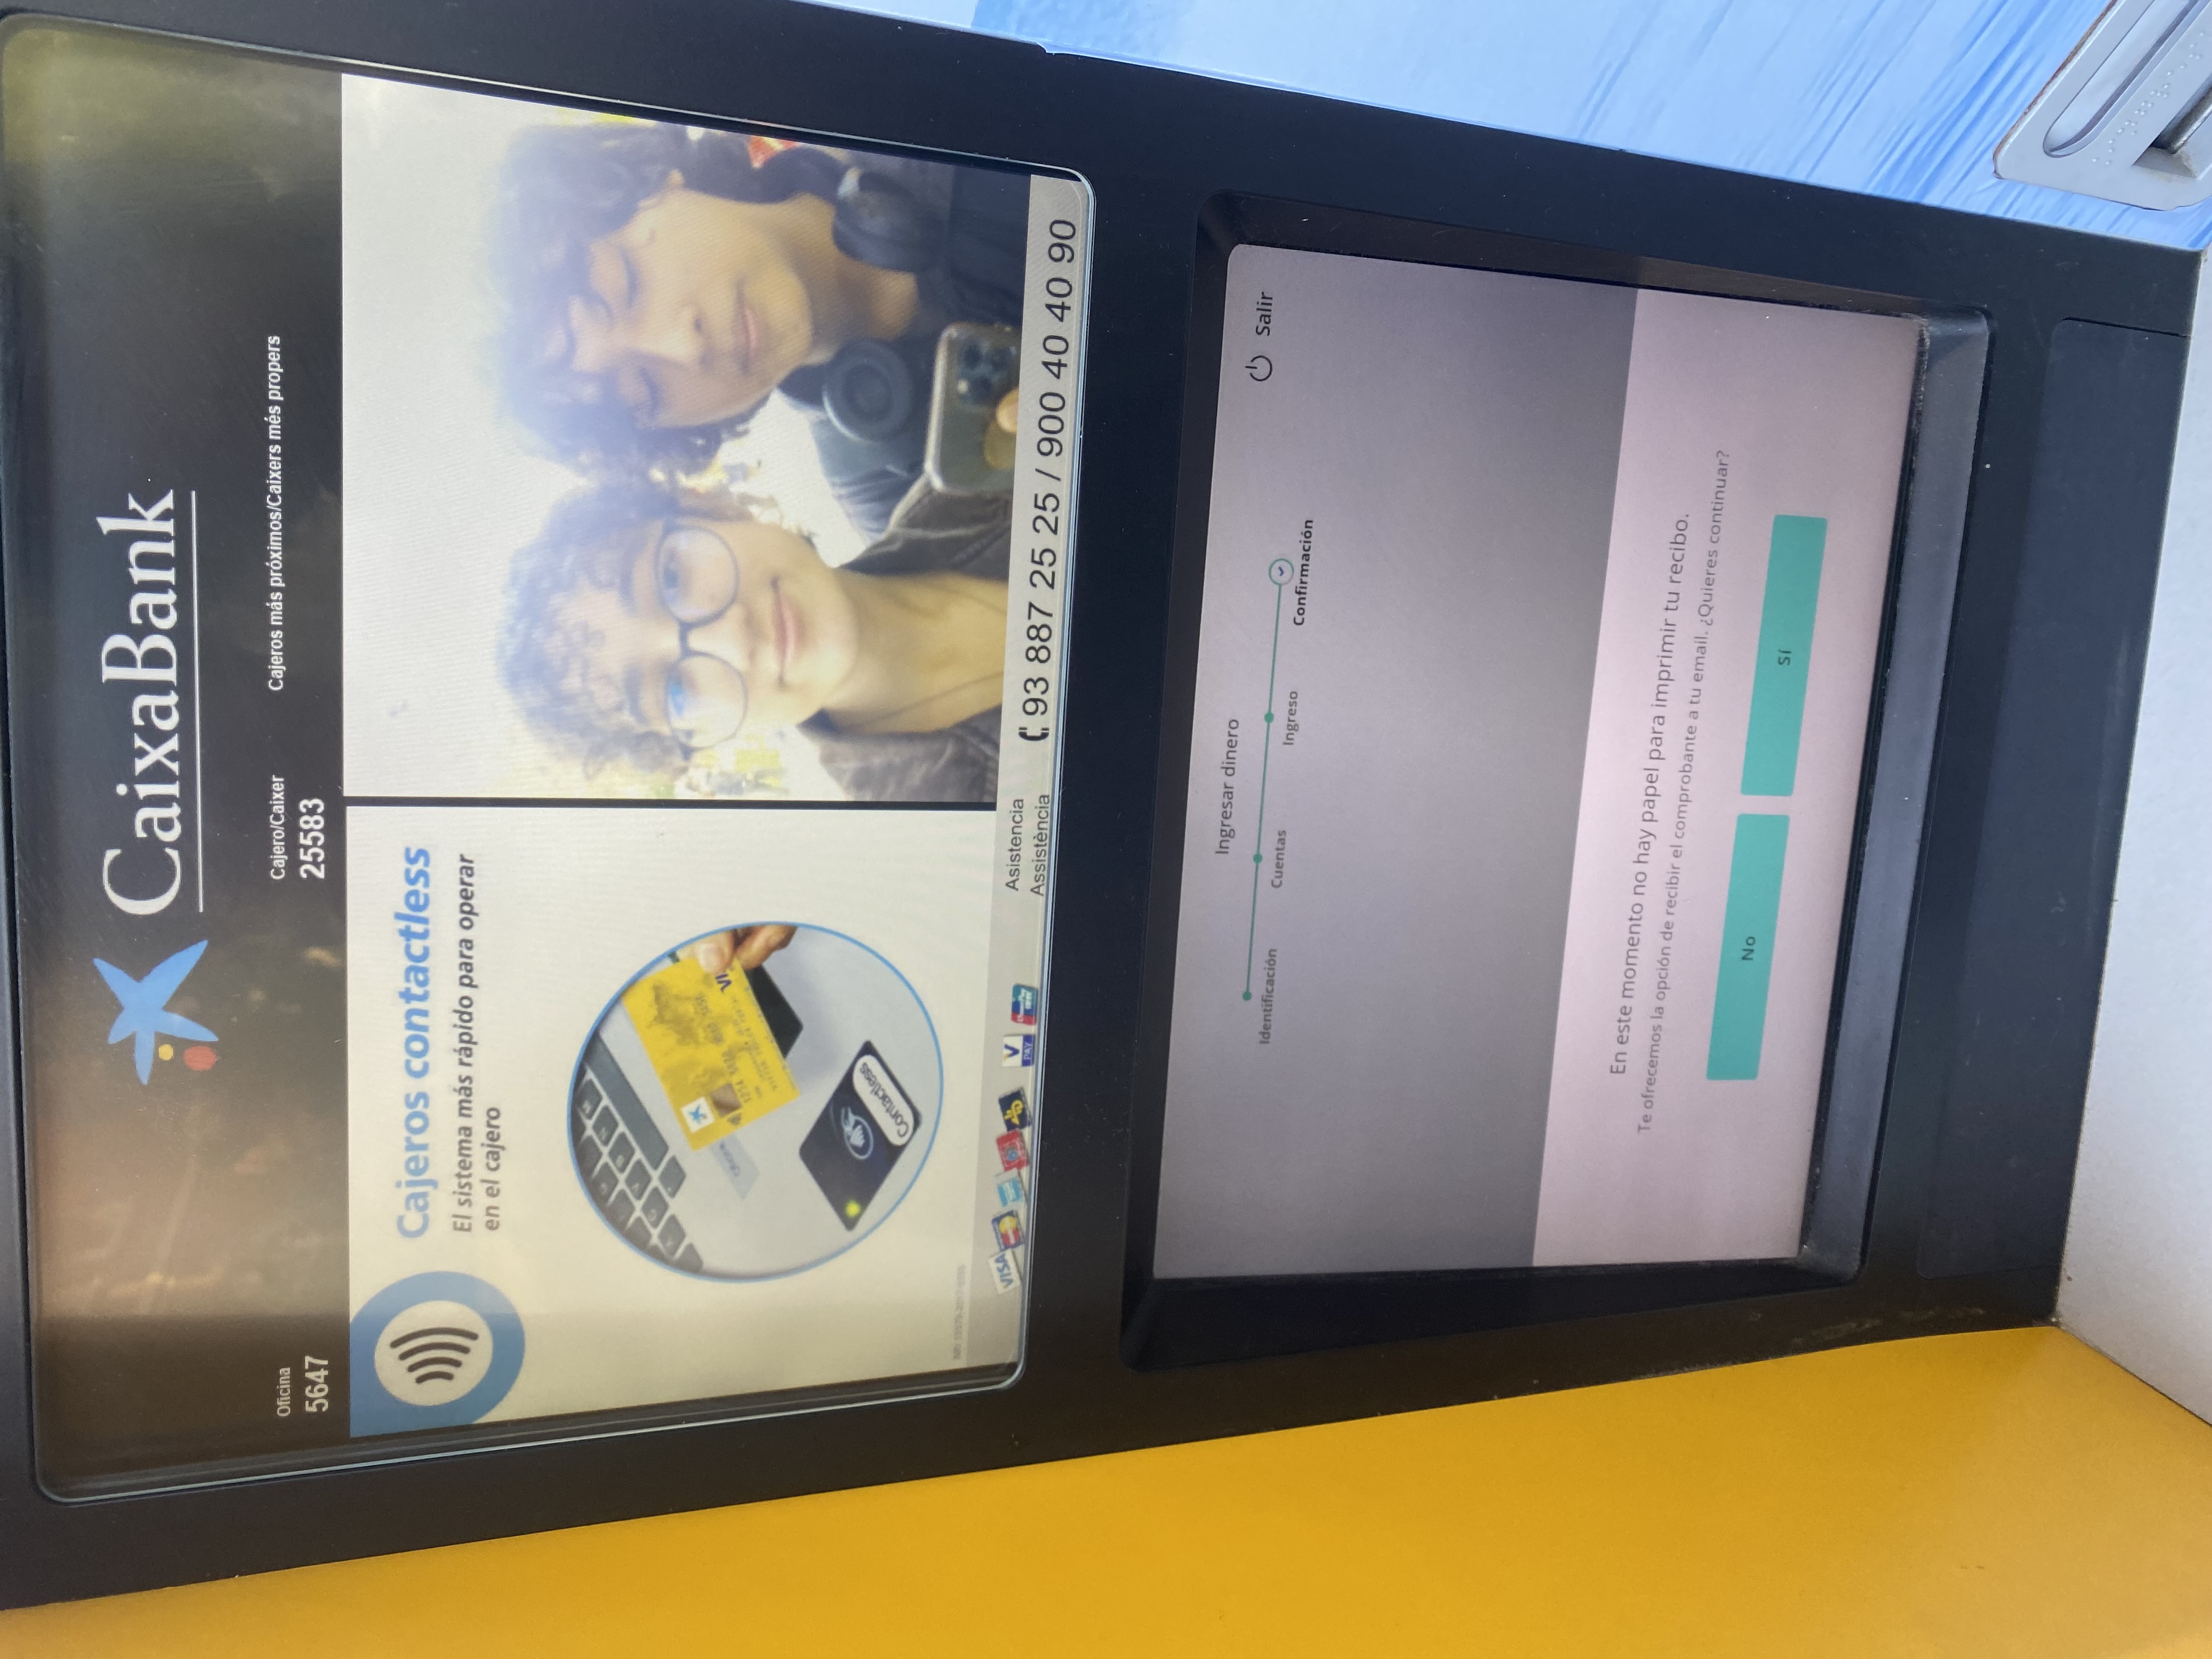 CaixaBank
Oficina
5647
Cajero/Caixer
25583
Cajeros más próximos/Caixers més propers
Cajeros contactless
El sistema más rápido para operar
en el cajero
VISA
Contactless
VISA
V
PAY
Asistencia
Assistència
93 887 25 25 / 900 40 40 90
Ingresar dinero
Identificación
Cuentas
Ingreso
Confirmación
Salir
En este momento no hay papel para imprimir tu recibo.
Te ofrecemos la opción de recibir el comprobante a tu email. ¿Quieres continuar?
No
Sí